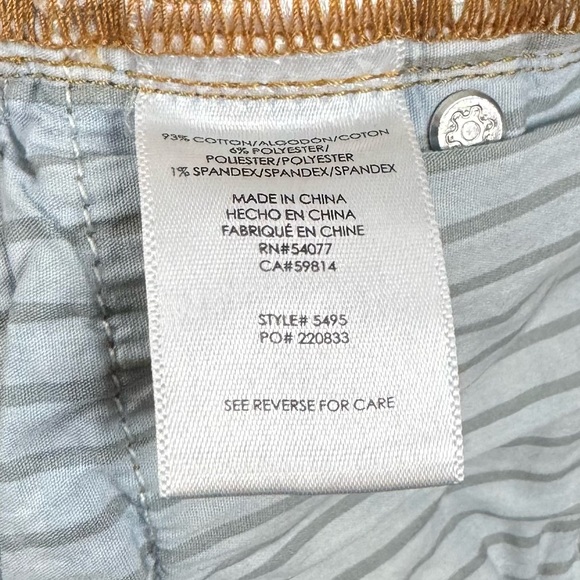 93% COTTON/ALGODÓN/COTON
6% POLYESTER/
POLIESTER/POLYESTER
1% SPANDEX/SPANDEX/SPANDEX
MADE IN CHINA
HECHO EN CHINA
FABRIQUÉ EN CHINE
RN#54077
CA#59814
STYLE# 5495
PO# 220833
SEE REVERSE FOR CARE